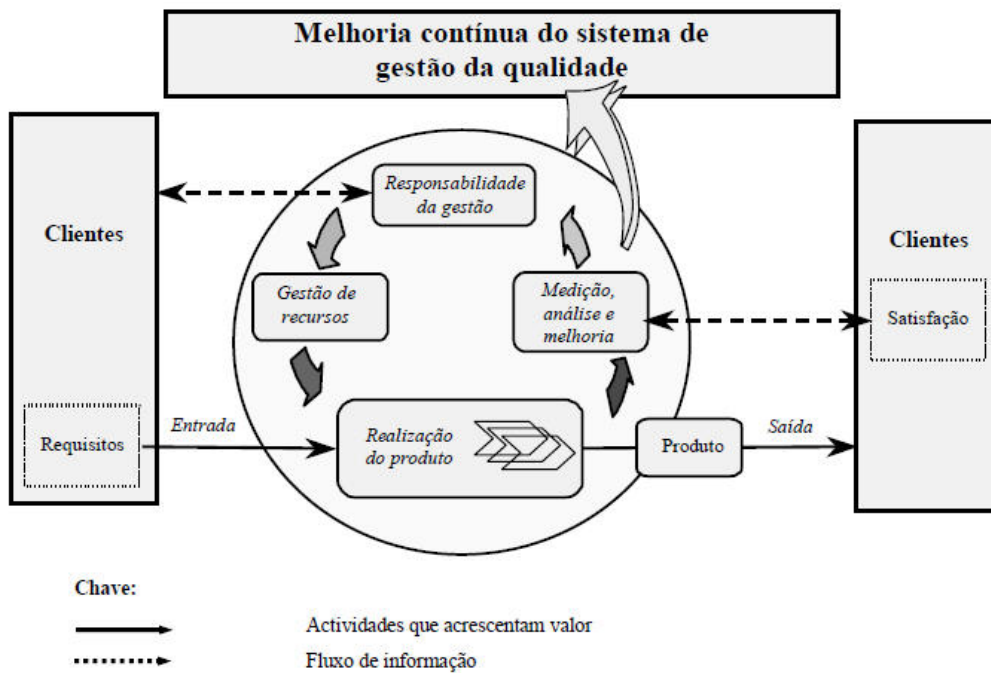 Melhoria contínua do sistema de
gestão da qualidade
Clientes
Requisitos
Entrada
Responsabilidade
da gestão
Gestão de
recursos
Medição,
análise e
melhoria
Realização
do produto
Produto
Saída
Clientes
Satisfação
Chave:
Actividades que acrescentam valor
Fluxo de informação